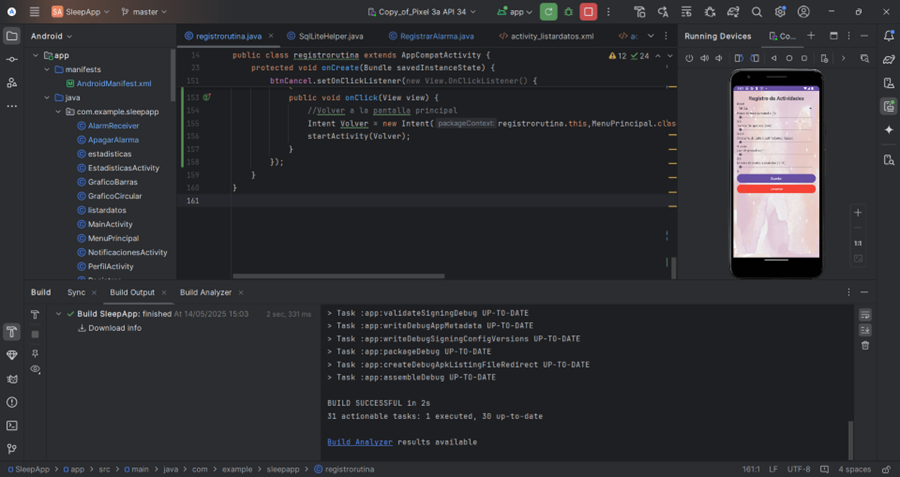 SA SleepApp master Copy_of_Pixel 3a API 34 app
Android
app
manifests
AndroidManifest.xml
java
com.example.sleepapp
AlarmReceiver
ApagarAlarma
estadisticas
EstadisticasActivity
GraficoBarras
GraficoCircular
listardatos
MainActivity
MenuPrincipal
NotificacionesActivity
PerfilActivity
registrorutina.java SqlLiteHelper.java RegistrarAlarma.java activity_listardatos.xml
12 24
14 public class registrorutina extends AppCompatActivity {
23 protected void onCreate(Bundle savedInstanceState) {
151 btnCancel.setOnClickListener(new View.OnClickListener() {
153 public void onClick(View view) {
154 //Volver a la pantalla principal
155 Intent Volver = new Intent( packageContext: registrorutina.this,MenuPrincipal.clas
156 startActivity(Volver);
157 }
158 });
159 }
160 }
161
Running Devices Co...
Registro de Actividades
1:1
Build Sync Build Output Build Analyzer
Build SleepApp: finished At 14/05/2025 15:03 2 sec, 331 ms
Download info
> Task :app:validateSigningDebug UP-TO-DATE
> Task :app:writeDebugAppMetadata UP-TO-DATE
> Task :app:writeDebugSigningConfigVersions UP-TO-DATE
> Task :app:packageDebug UP-TO-DATE
> Task :app:createDebugApkListingFileRedirect UP-TO-DATE
> Task :app:assembleDebug UP-TO-DATE
BUILD SUCCESSFUL in 2s
31 actionable tasks: 1 executed, 30 up-to-date
Build Analyzer results available
SleepApp > app > src > main > java > com > example > sleepapp > registrorutina
161:1 LF UTF-8 4 spaces